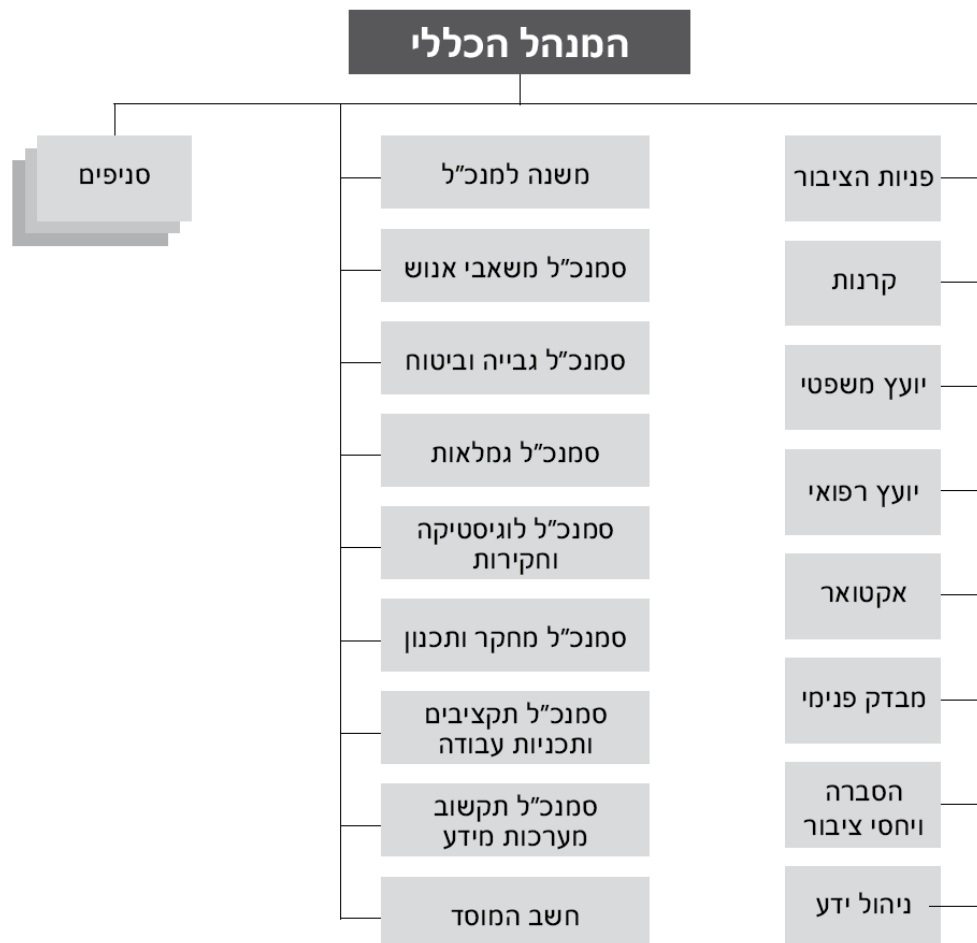 המנהל הכללי
פניות הציבור
קרנות
יועץ משפטי
יועץ רפואי
אקטואר
מבדק פנימי
הסברה
ויחסי ציבור
ניהול ידע
משנה למנכ״ל
סמנכ״ל משאבי אנוש
סמנכ״ל גבייה וביטוח
סמנכ״ל גמלאות
סמנכ״ל לוגיסטיקה
וחקירות
סמנכ״ל מחקר ותכנון
סמנכ״ל תקציבים
ותכניות עבודה
סמנכ״ל תקשוב
מערכות מידע
חשב המוסד
סניפים